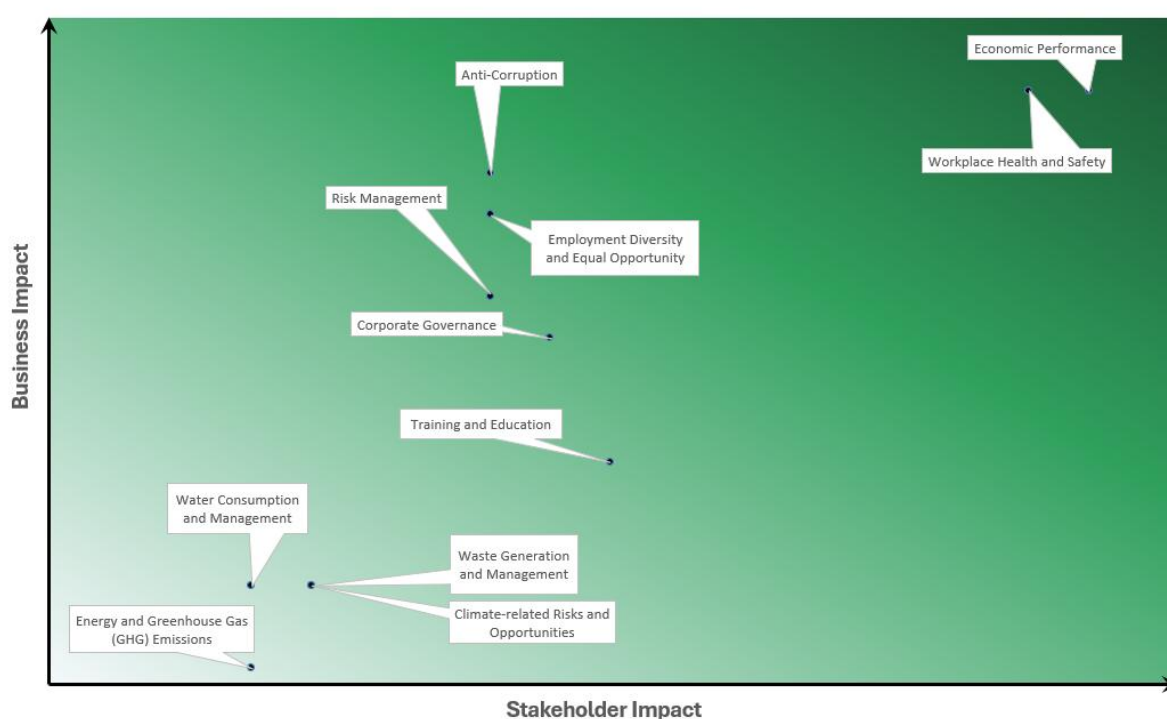 Economic Performance
Anti-Corruption
Workplace Health and Safety
Risk Management
Employment Diversity
and Equal Opportunity
Corporate Governance
Business Impact
Training and Education
Water Consumption
and Management
Waste Generation
and Management
Climate-related Risks and
Opportunities
Energy and Greenhouse Gas
(GHG) Emissions
Stakeholder Impact